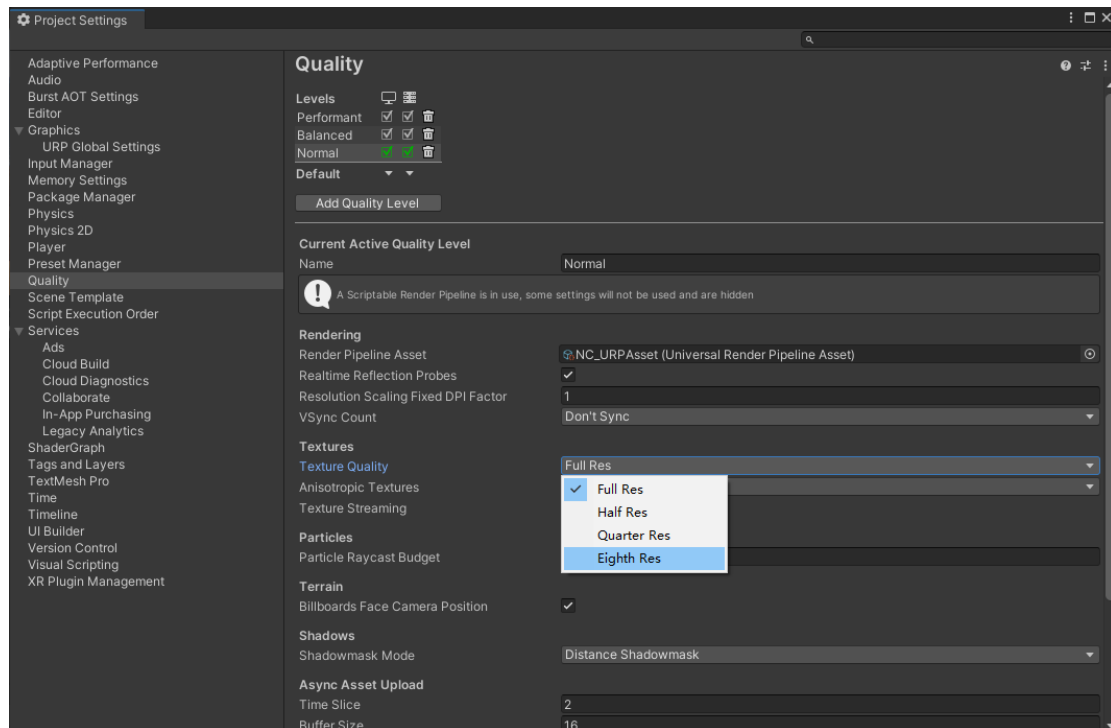 Project Settings
Adaptive Performance
Audio
Burst AOT Settings
Editor
Graphics
URP Global Settings
Input Manager
Memory Settings
Package Manager
Physics
Physics 2D
Player
Preset Manager
Quality
Scene Template
Script Execution Order
Services
Ads
Cloud Build
Cloud Diagnostics
Collaborate
In-App Purchasing
Legacy Analytics
ShaderGraph
Tags and Layers
TextMesh Pro
Time
Timeline
UI Builder
Version Control
Visual Scripting
XR Plugin Management
Quality
Levels
Performant
Balanced
Normal
Default
Add Quality Level
Current Active Quality Level
Name Normal
A Scriptable Render Pipeline is in use, some settings will not be used and are hidden
Rendering
Render Pipeline Asset NC_URPAsset (Universal Render Pipeline Asset)
Realtime Reflection Probes
Resolution Scaling Fixed DPI Factor 1
VSync Count Don't Sync
Textures
Texture Quality Full Res
Anisotropic Textures Full Res
Half Res
Texture Streaming
Quarter Res
Particles
Particle Raycast Budget Eighth Res
Terrain
Billboards Face Camera Position
Shadows
Shadowmask Mode Distance Shadowmask
Async Asset Upload
Time Slice 2
Buffer Size 16